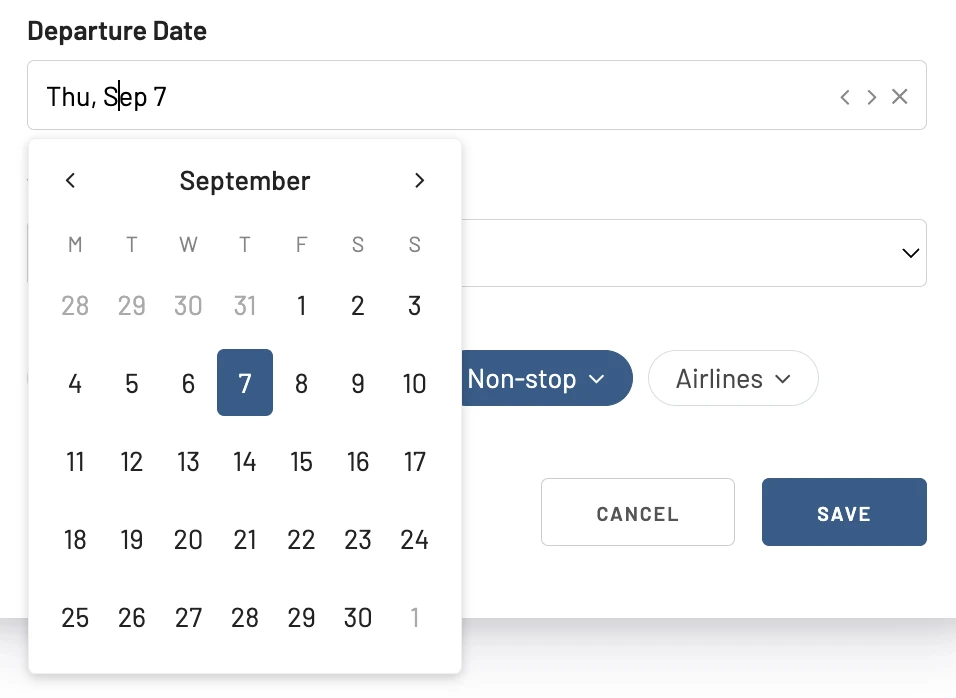 Departure Date
Thu, Sep 7
September
M T W T F S S
28 29 30 31 1 2 3
4 5 6 7 8 9 10
Non-stop
Airlines
11 12 13 14 15 16 17
18 19 20 21 22 23 24
CANCEL
SAVE
25 26 27 28 29 30 1